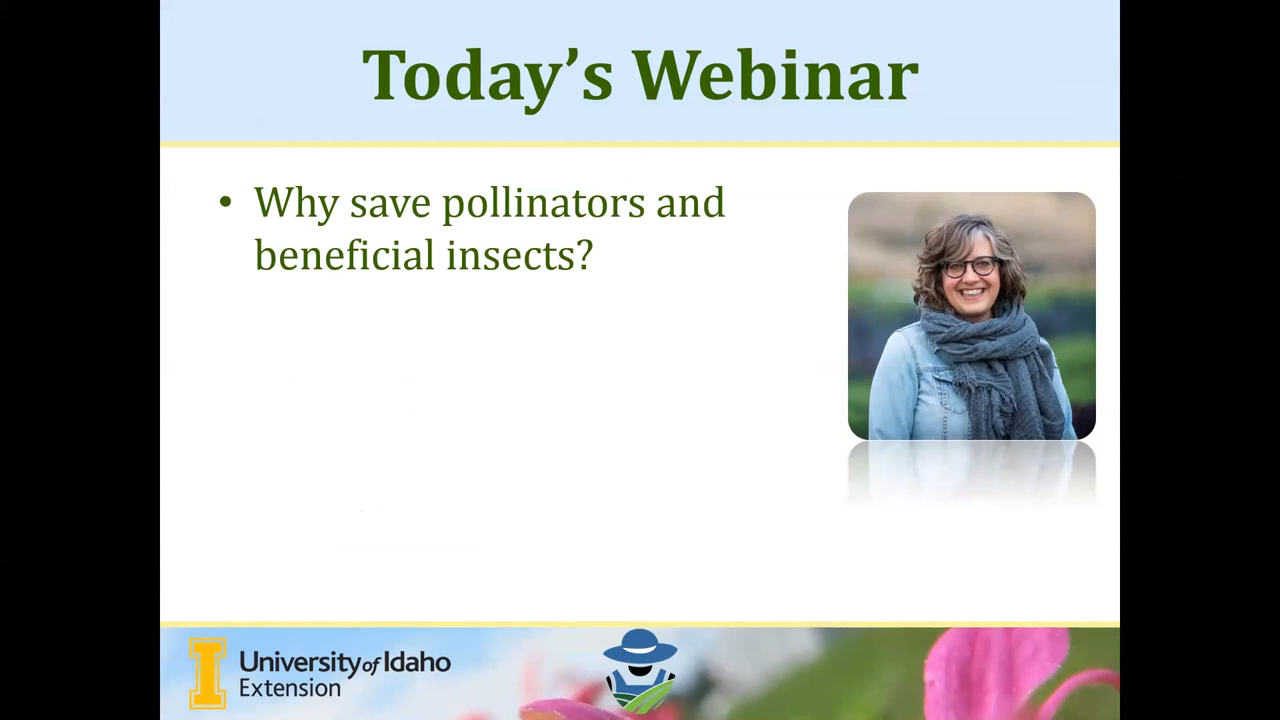 Today’s Webinar
• Why save pollinators and
beneficial insects?
I
University of Idaho
Extension